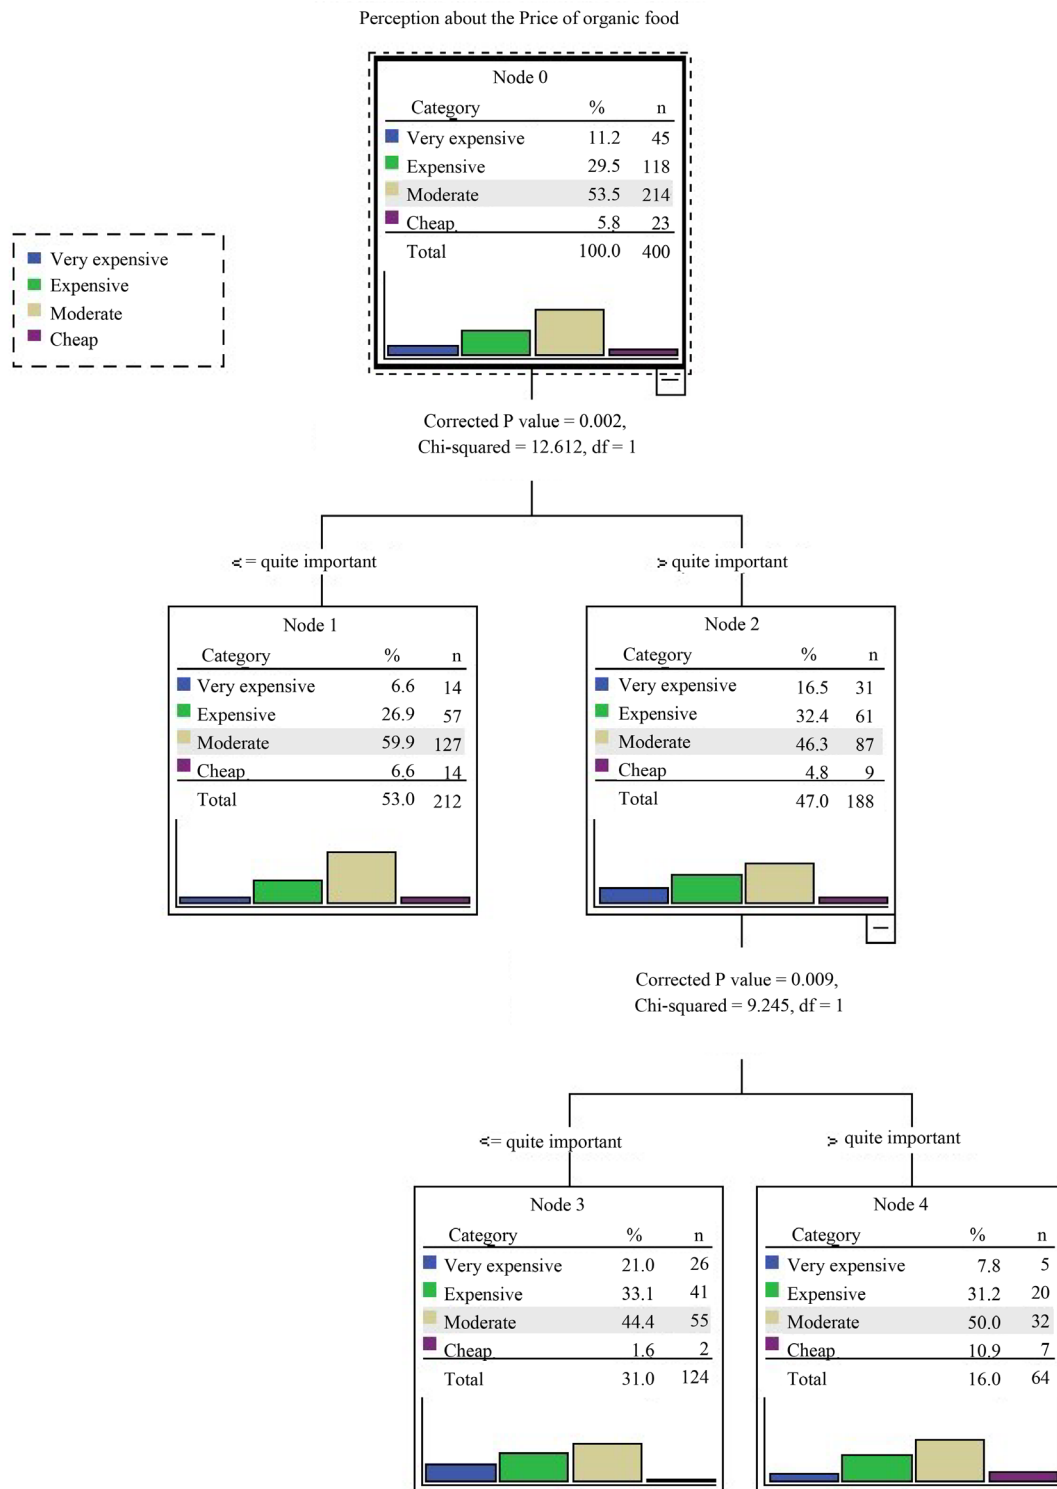 Perception about the Price of organic food
Node 0
Category % n
Very expensive 11.2 45
Expensive 29.5 118
Moderate 53.5 214
Cheap 5.8 23
Total 100.0 400
Very expensive
Expensive
Moderate
Cheap
Corrected P value = 0.002,
Chi-squared = 12.612, df = 1
<= quite important
> quite important
Node 1
Category % n
Very expensive 6.6 14
Expensive 26.9 57
Moderate 59.9 127
Cheap 6.6 14
Total 53.0 212
Node 2
Category % n
Very expensive 16.5 31
Expensive 32.4 61
Moderate 46.3 87
Cheap 4.8 9
Total 47.0 188
Corrected P value = 0.009,
Chi-squared = 9.245, df = 1
<= quite important
> quite important
Node 3
Category % n
Very expensive 21.0 26
Expensive 33.1 41
Moderate 44.4 55
Cheap 1.6 2
Total 31.0 124
Node 4
Category % n
Very expensive 7.8 5
Expensive 31.2 20
Moderate 50.0 32
Cheap 10.9 7
Total 16.0 64